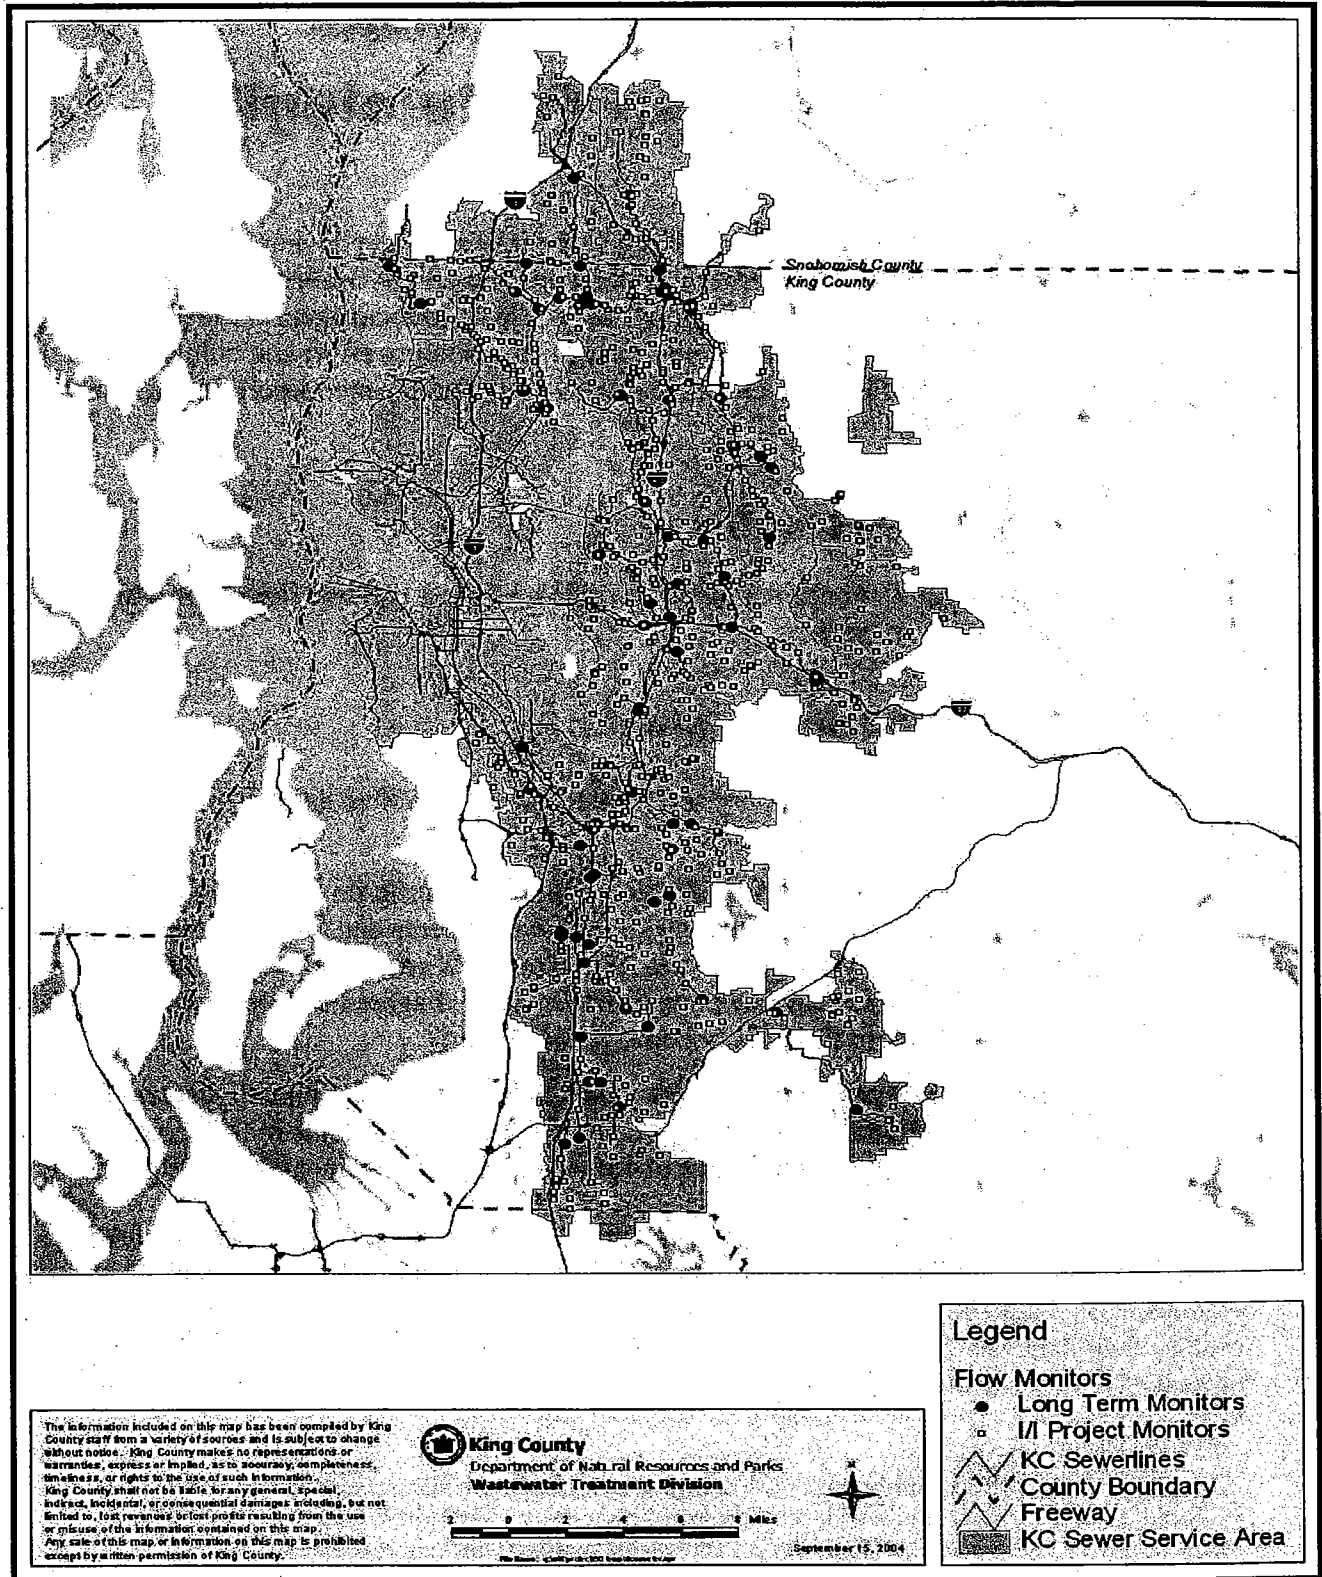 Snohomish County
King County
Legend
Flow Monitors
Long Term Monitors
I/I Project Monitors
KC Sewerlines
County Boundary
Freeway
KC Sewer Service Area
The information included on this map has been compiled by King
County staff from a variety of sources and is subject to change
without notice. King County makes no representations or
warranties, express or implied, as to accuracy, completeness,
timeliness, or rights to the use of such information.
King County shall not be liable for any general, special,
indirect, incidental, or consequential damages including, but not
limited to, lost revenues or lost profits resulting from the use
or misuse of the information contained on this map.
Any sale of this map or information on this map is prohibited
except by written permission of King County.
King County
Department of Natural Resources and Parks
Wastewater Treatment Division
2 0 2 4 6 8 Miles
N
September 15, 2004